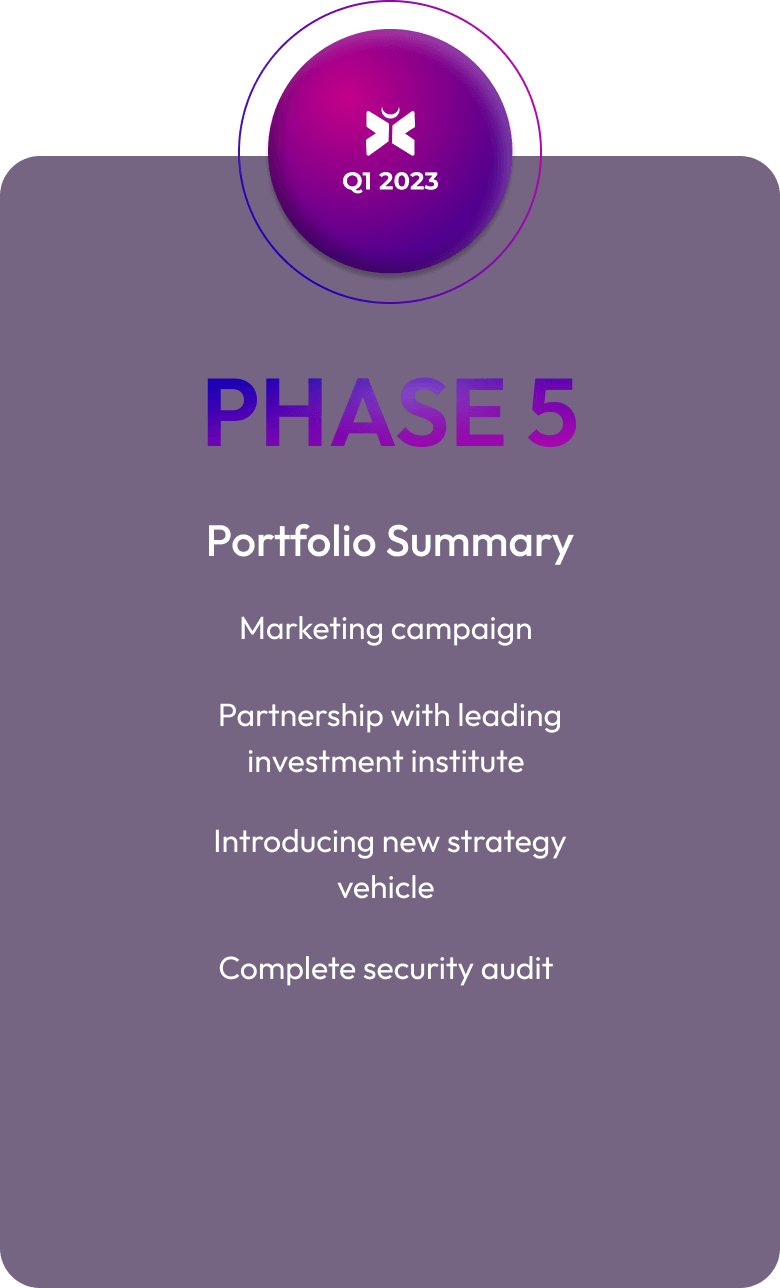 Q1 2023
PHASE 5
Portfolio Summary
Marketing campaign
Partnership with leading
investment institute
Introducing new strategy
vehicle
Complete security audit